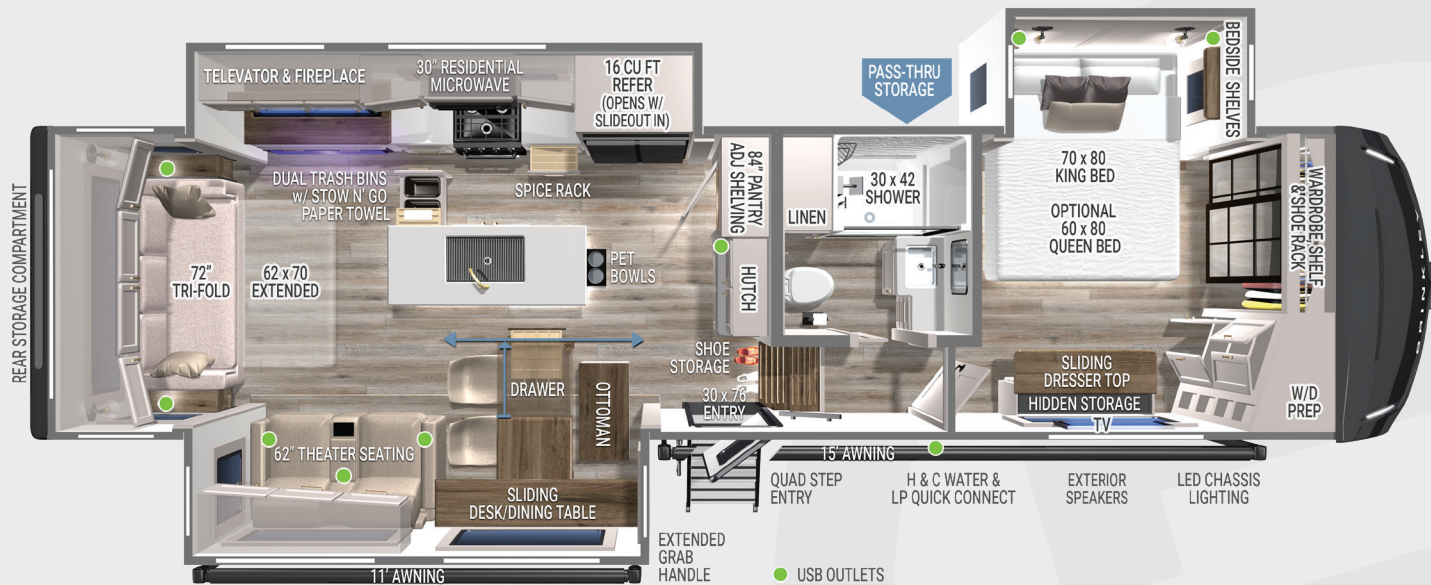 REAR STORAGE COMPARTMENT
TELEVATOR & FIREPLACE
30" RESIDENTIAL
MICROWAVE
16 CU FT
REFER
(OPENS W/
SLIDEOUT IN)
DUAL TRASH BINS
w/ STOW N' GO
PAPER TOWEL
SPICE RACK
84" PANTRY
ADJ SHELVING
HUTCH
PET
BOWLS
72"
TRI-FOLD
62 x 70
EXTENDED
DRAWER
OTTOMAN
62" THEATER SEATING
SLIDING
DESK/DINING TABLE
SHOE
STORAGE
30 x 76
ENTRY
PASS-THRU
STORAGE
LINEN
30 x 42
SHOWER
BEDSIDE SHELVES
70 x 80
KING BED
OPTIONAL
60 x 80
QUEEN BED
WARDROBE SHELF
& SHOE RACK
SLIDING
DRESSER TOP
HIDDEN STORAGE
TV
W/D
PREP
BRINKLEY
15' AWNING
QUAD STEP
ENTRY
H & C WATER &
LP QUICK CONNECT
EXTERIOR
SPEAKERS
LED CHASSIS
LIGHTING
EXTENDED
GRAB
HANDLE
11' AWNING
USB OUTLETS